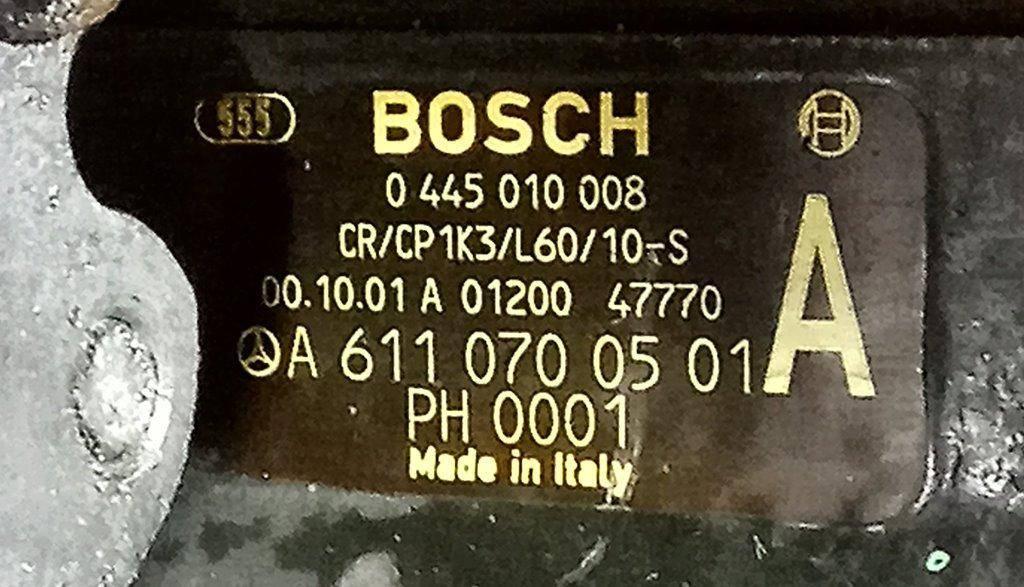 555 BOSCH
0 445 010 008
CR/CP1K3/L60/10-S
00.10.01 A 01200 47770
A 611 070 05 01 A
PH 0001
Made in Italy